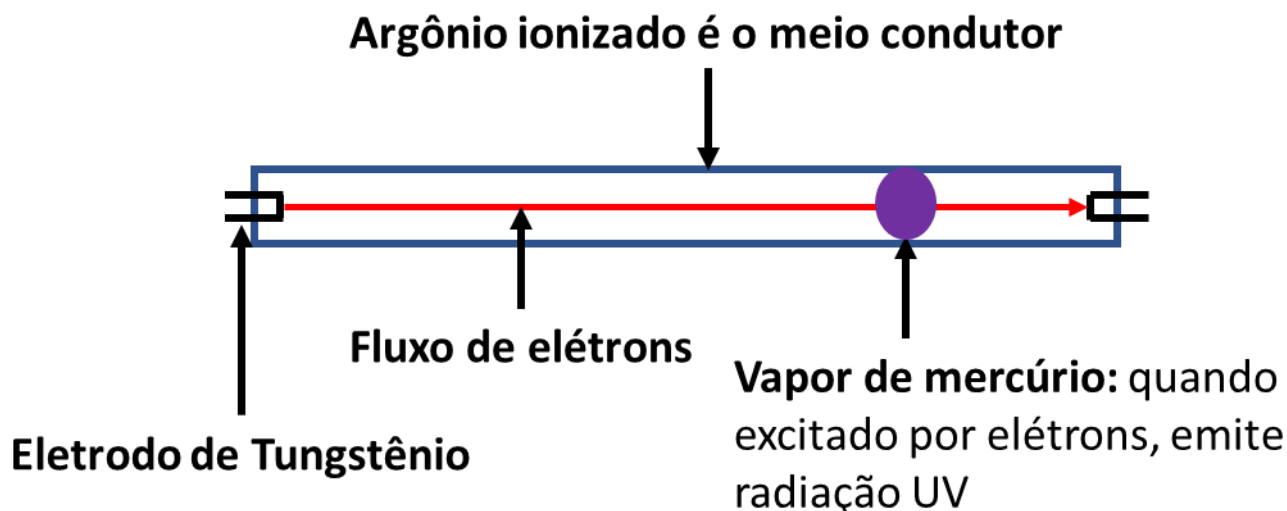 Argônio ionizado é o meio condutor
Fluxo de elétrons
Eletrodo de Tungstênio
Vapor de mercúrio: quando
excitado por elétrons, emite
radiação UV